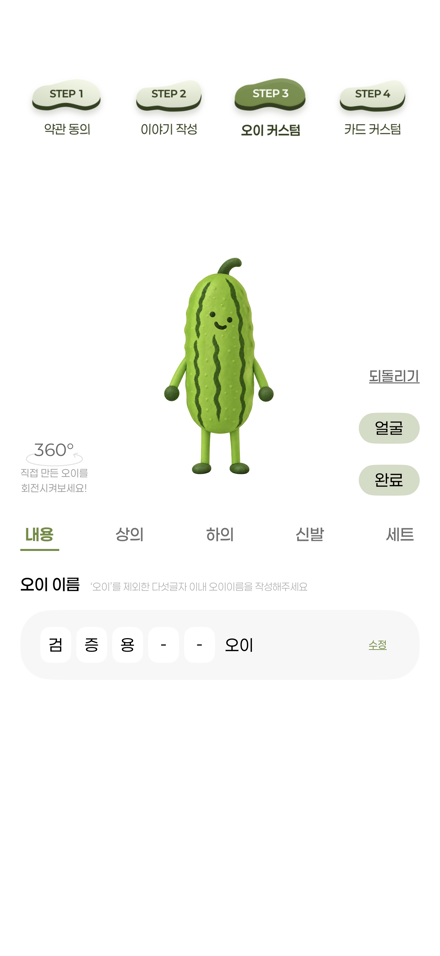 STEP 1
STEP 2
STEP 3
STEP 4
약관 동의
이야기 작성
오이 커스텀
카드 커스텀
되돌리기
얼굴
360°
직접 만든 오이를
회전시켜보세요!
완료
내용
상의
하의
신발
세트
오이 이름
'오이'를 제외한 다섯글자 이내 오이이름을 작성해주세요
검 증 용 - - 오이
수정